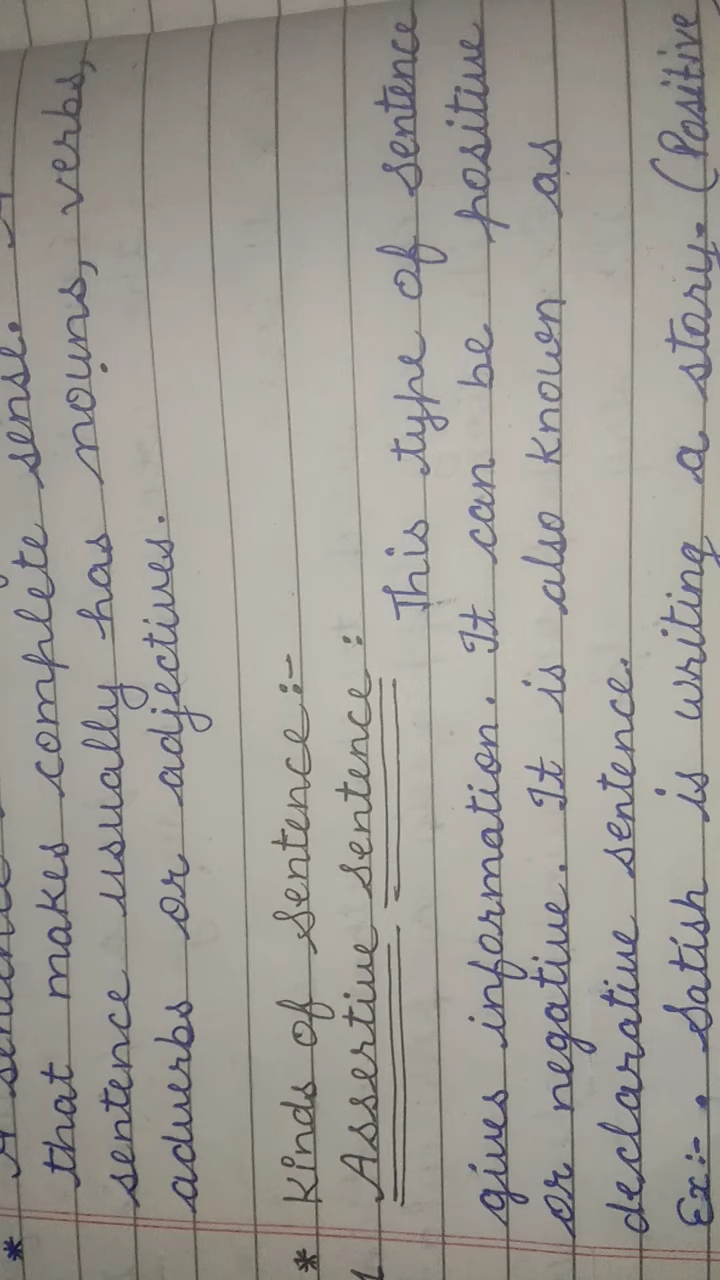 * A sentence
that makes complete sense. A
sentence usually has nouns, verbs,
adverbs or adjectives.
* Kinds of sentence:-
1. Assertive sentence: This type of sentence
gives information. It can be positive
or negative. It is also known as
declarative sentence.
Ex:- • Satish is writing a story. (Positive